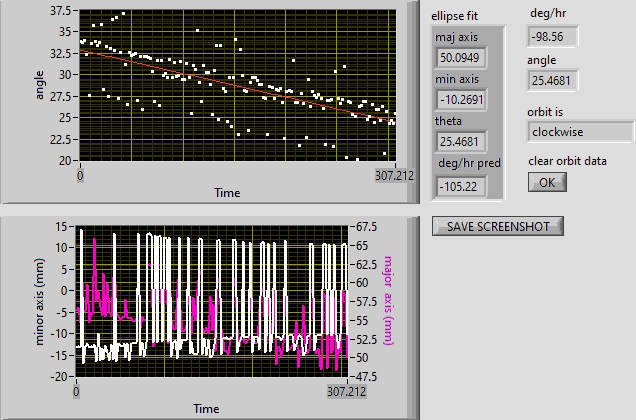 37.5
35
32.5
30
27.5
25
22.5
20
angle
0
307.212
Time
ellipse fit
maj axis
50.0949
min axis
-10.2691
theta
25.4681
deg/hr pred
-105.22
deg/hr
-98.56
angle
25.4681
orbit is
clockwise
clear orbit data
OK
SAVE SCREENSHOT
15
10
5
0
-5
-10
-15
-20
minor axis (mm)
67.5
65
62.5
60
57.5
55
52.5
50
47.5
major axis (mm)
0
307.212
Time